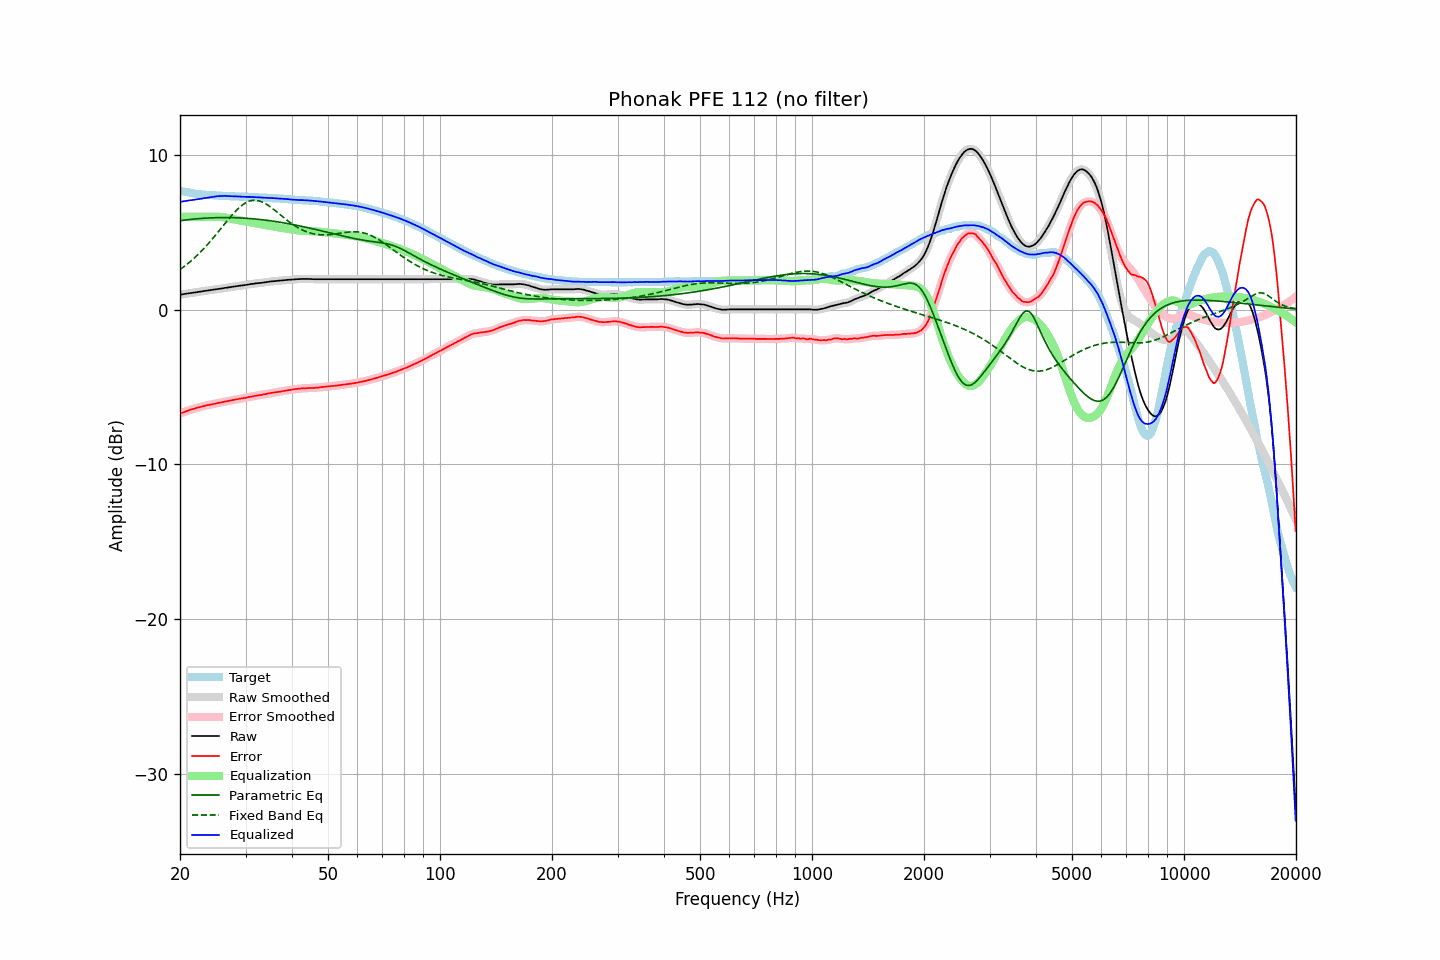 Phonak PFE 112 (no filter)
10
0
−10
−20
−30
Amplitude (dBr)
Target
Raw Smoothed
Error Smoothed
Raw
Error
Equalization
Parametric Eq
Fixed Band Eq
Equalized
20 50 100 200 500 1000 2000 5000 10000 20000
Frequency (Hz)